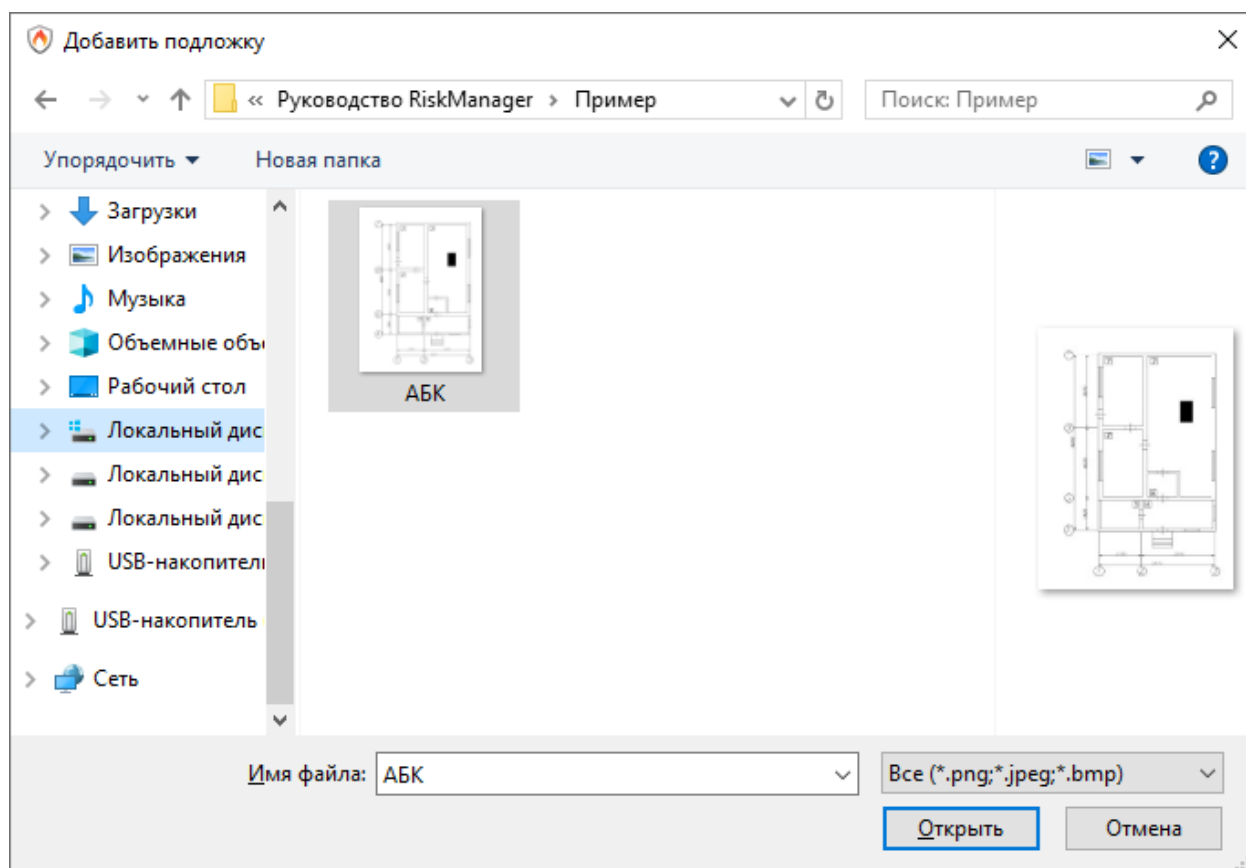 Добавить подложку
« Руководство RiskManager › Пример
Поиск: Пример
Упорядочить
Новая папка
Загрузки
Изображения
Музыка
Объемные объ
Рабочий стол
Локальный дис
Локальный дис
Локальный дис
USB-накопител
USB-накопитель
Сеть
АБК
Имя файла:
АБК
Все (*.png;*.jpeg;*.bmp)
Открыть
Отмена